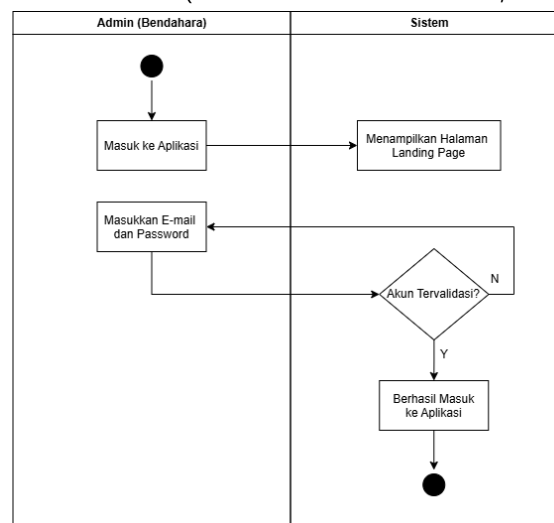 Admin (Bendahara)
Sistem
Masuk ke Aplikasi
Menampilkan Halaman
Landing Page
Masukkan E-mail
dan Password
Akun Tervalidasi?
N
Y
Berhasil Masuk
ke Aplikasi